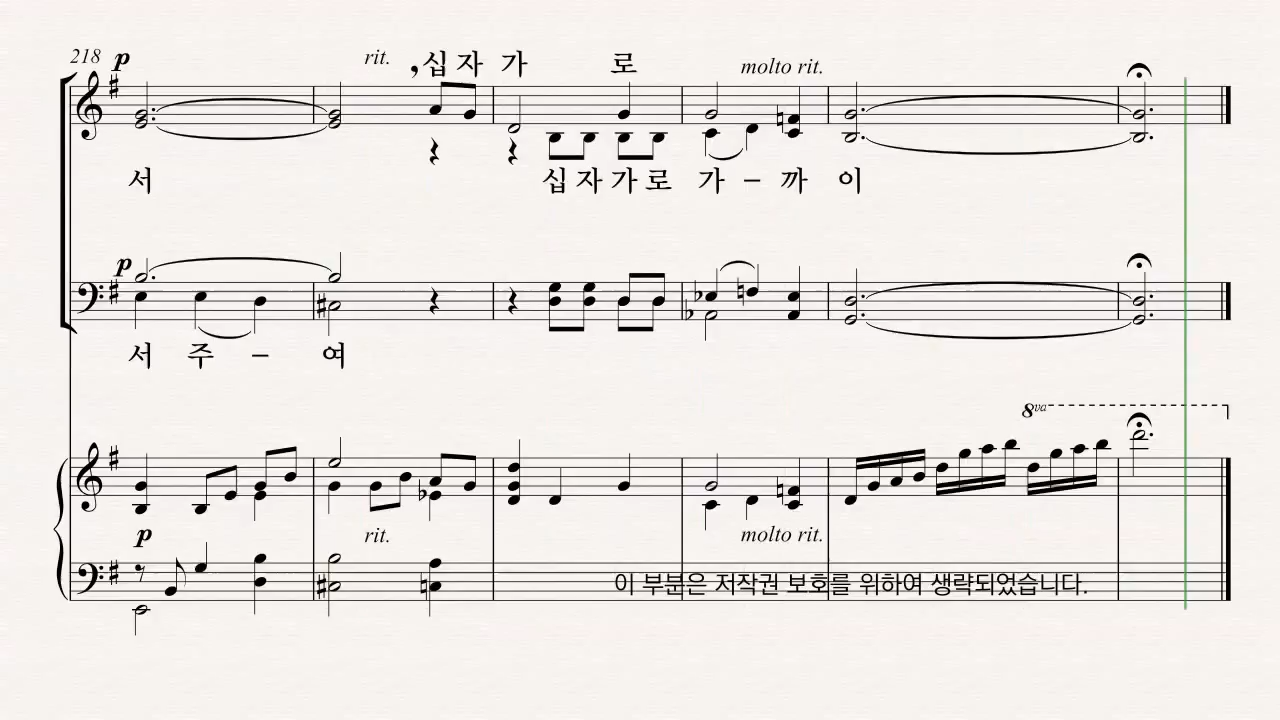 218 p rit. , 십 자 가 로 molto rit.
서 십 자 가 로 가 – 까 이
p
서 주 – 여
8va
p rit. molto rit.
이 부분은 저작권 보호를 위하여 생략되었습니다.